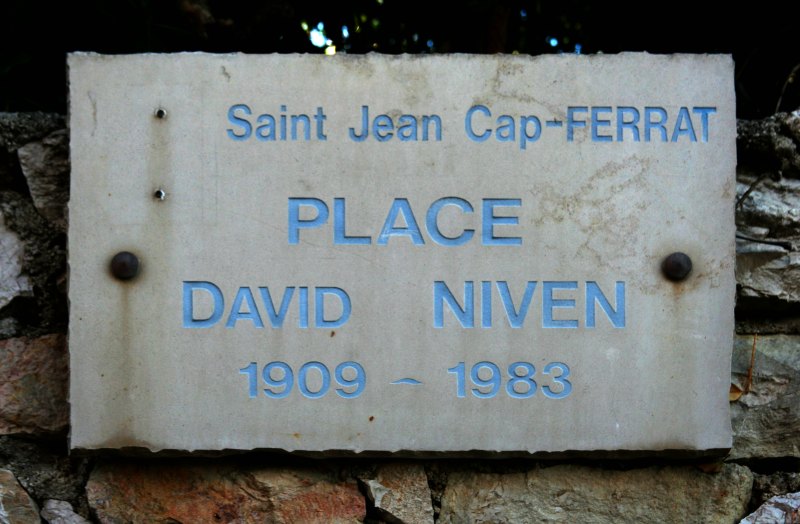 Saint Jean Cap-FERRAT
PLACE
DAVID NIVEN
1909 - 1983